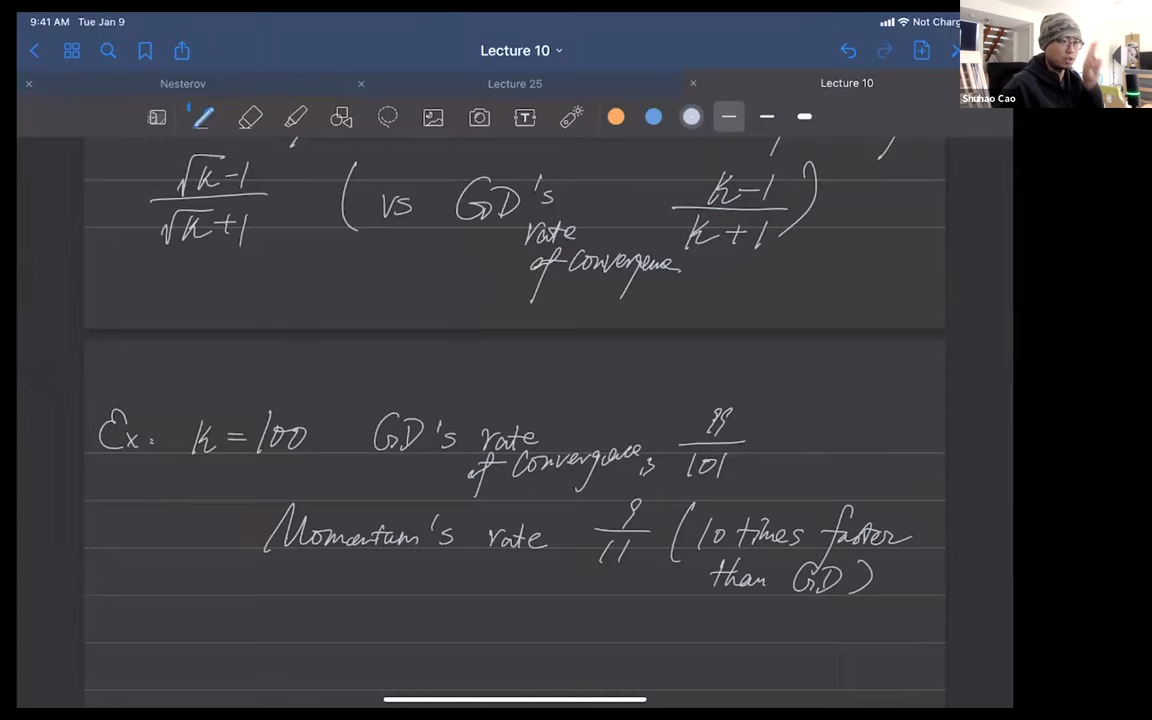 9:41 AM Tue Jan 9
Not Charg
Lecture 10
Nesterov
Lecture 25
Lecture 10
Shuhao Cao
√k-1
√k+1
( vs GD's rate of convergence
k-1
k+1
)
Ex. k = 100 GD's rate of convergence is 99/101
Momentum's rate 9/11 (10 times faster
than GD)